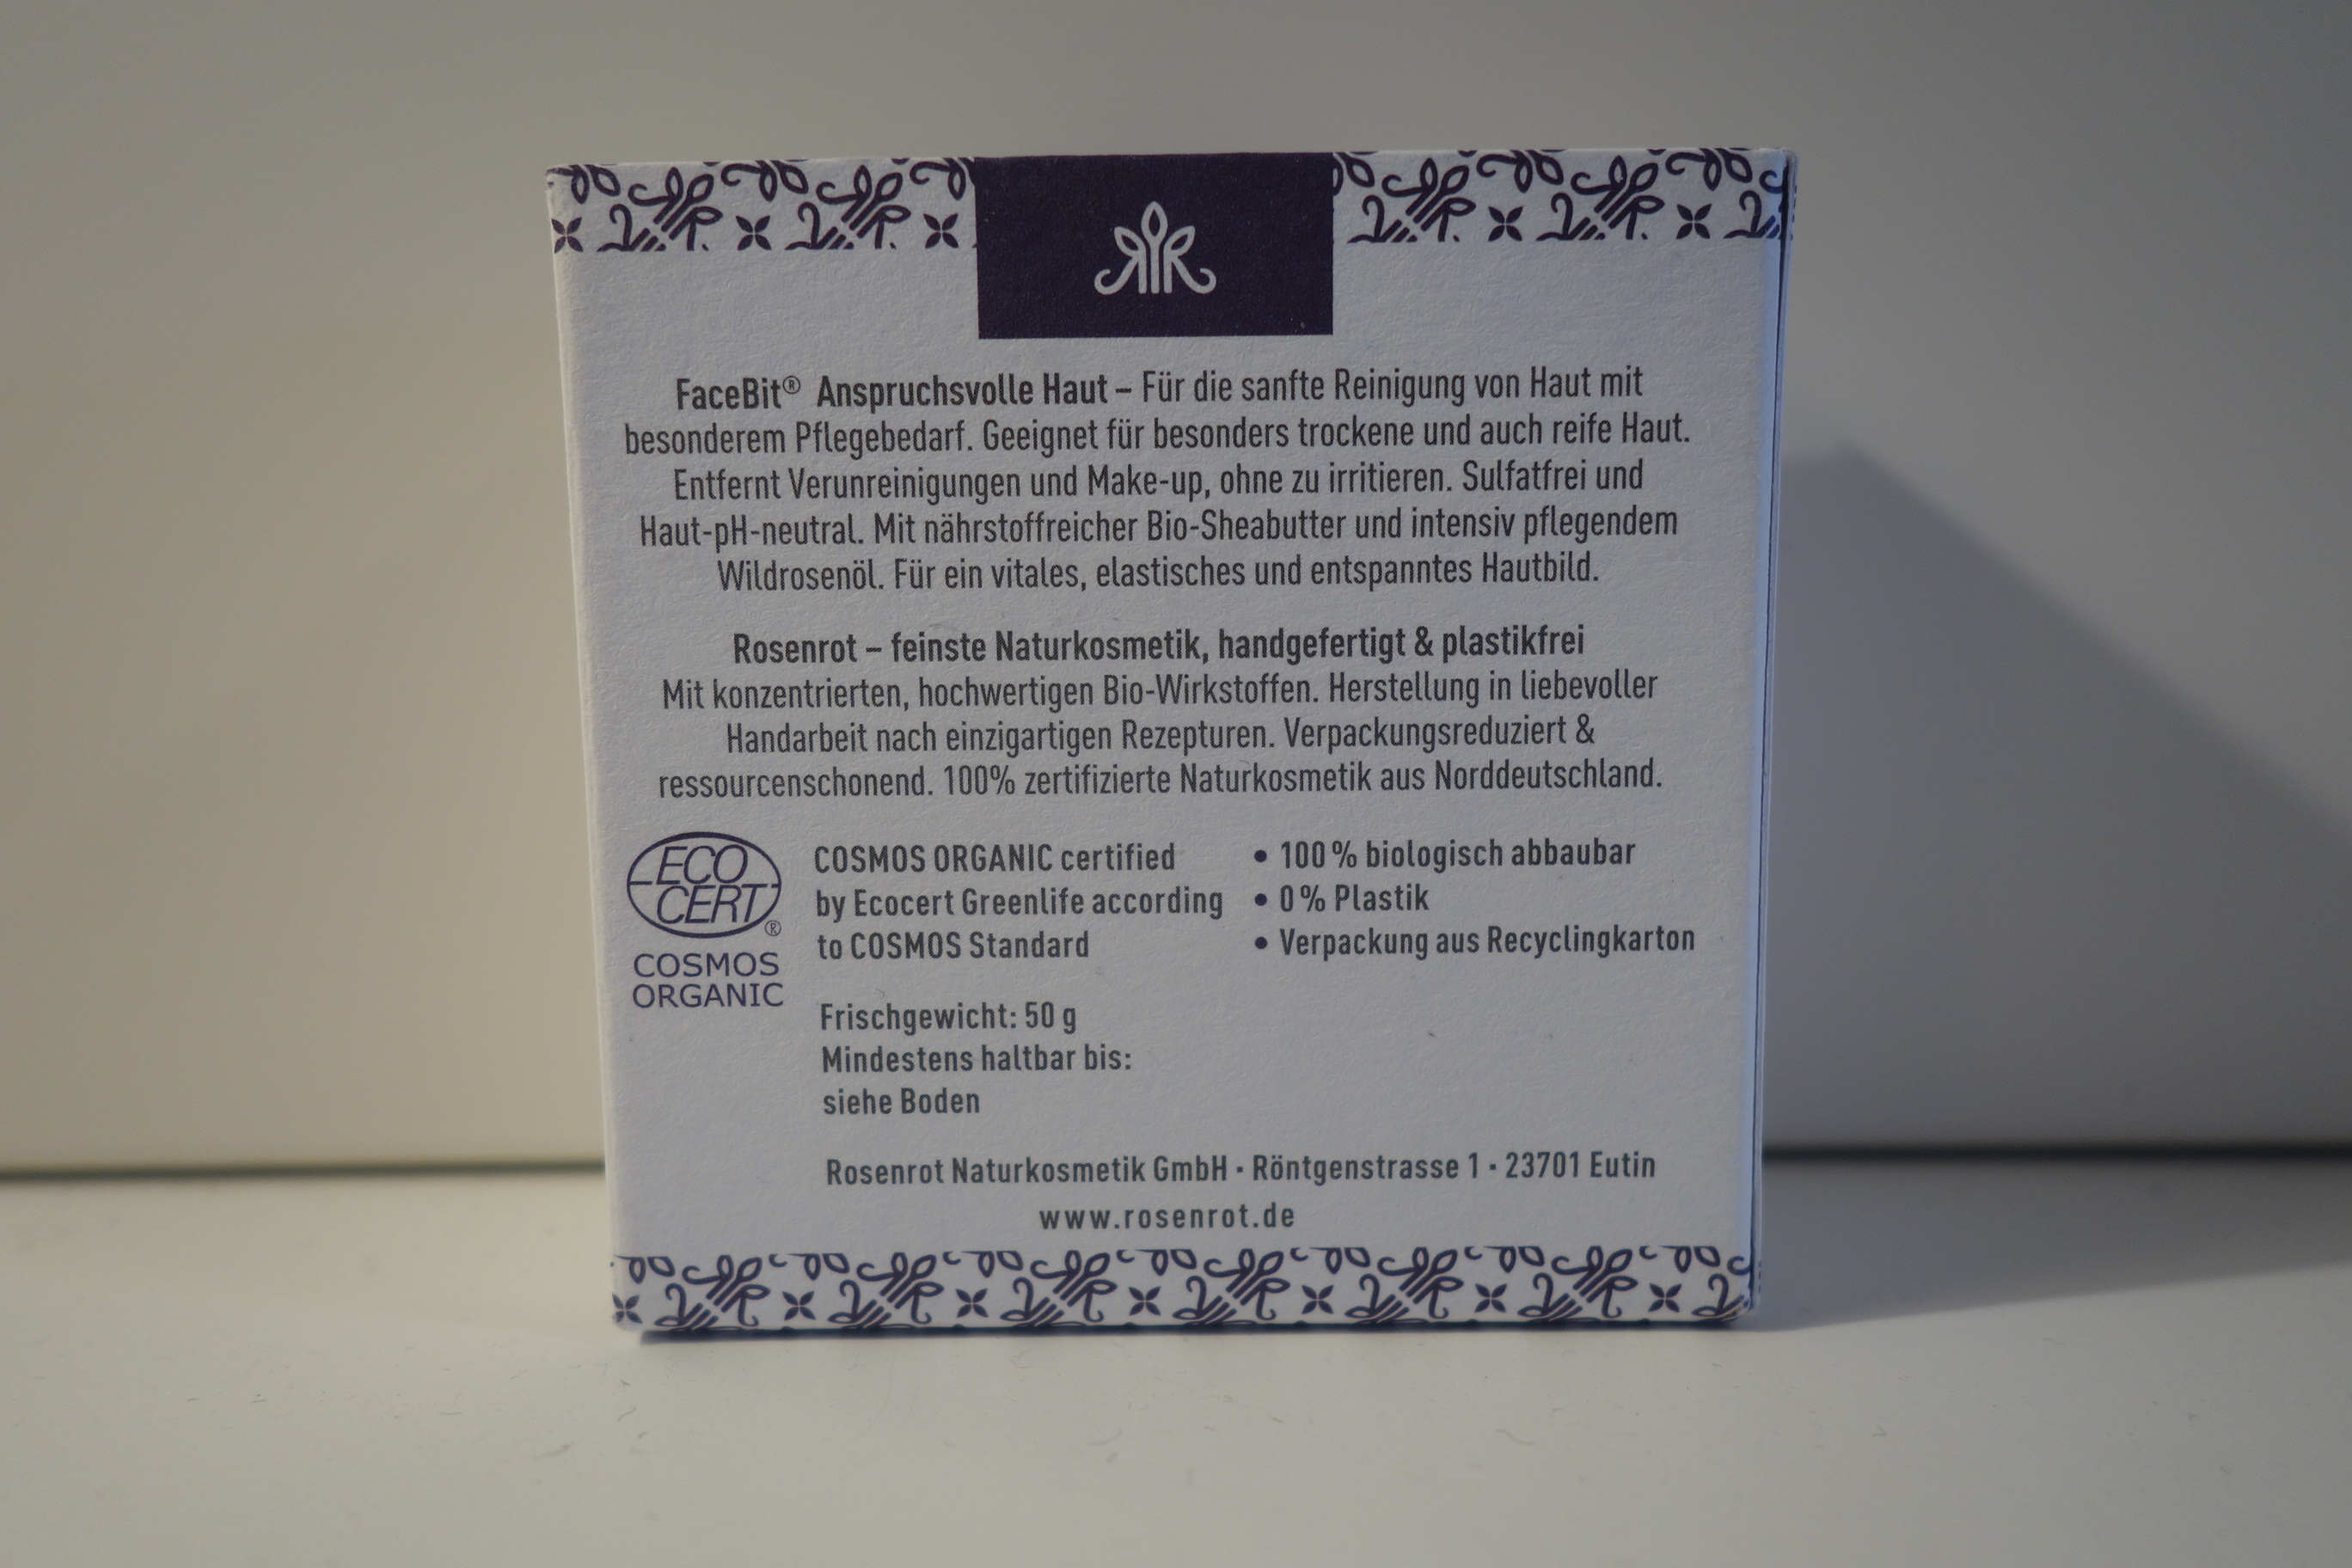 FaceBit® Anspruchsvolle Haut – Für die sanfte Reinigung von Haut mit
besonderem Pflegebedarf. Geeignet für besonders trockene und auch reife Haut.
Entfernt Verunreinigungen und Make-up, ohne zu irritieren. Sulfatfrei und
Haut-pH-neutral. Mit nährstoffreicher Bio-Sheabutter und intensiv pflegendem
Wildrosenöl. Für ein vitales, elastisches und entspanntes Hautbild.
Rosenrot – feinste Naturkosmetik, handgefertigt & plastikfrei
Mit konzentrierten, hochwertigen Bio-Wirkstoffen. Herstellung in liebevoller
Handarbeit nach einzigartigen Rezepturen. Verpackungsreduziert &
ressourcenschonend. 100% zertifizierte Naturkosmetik aus Norddeutschland.
ECO
CERT®
COSMOS
ORGANIC
COSMOS ORGANIC certified
by Ecocert Greenlife according
to COSMOS Standard
• 100% biologisch abbaubar
• 0% Plastik
• Verpackung aus Recyclingkarton
Frischgewicht: 50 g
Mindestens haltbar bis:
siehe Boden
Rosenrot Naturkosmetik GmbH · Röntgenstrasse 1 · 23701 Eutin
www.rosenrot.de